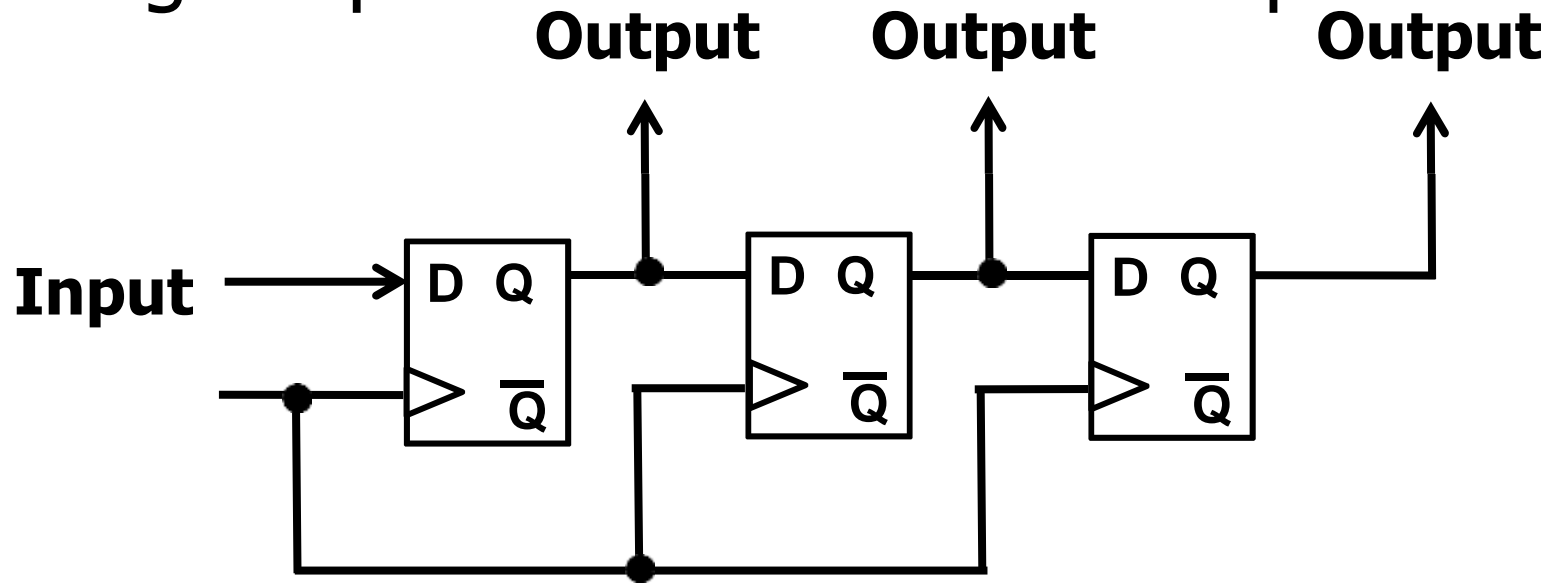 Output Output Output
Input
D Q D Q D Q
Q̅ Q̅ Q̅